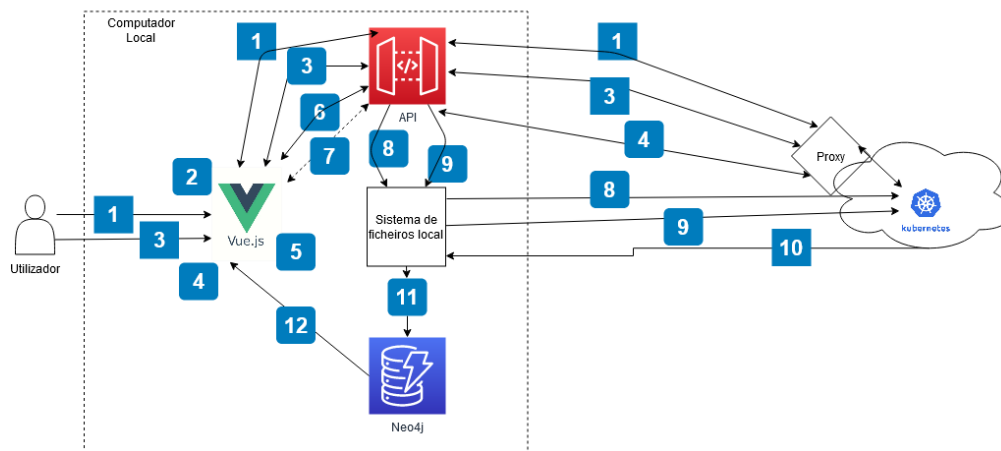 Computador
Local
1
1
3
</>
3
6
API
4
7
8
9
Proxy
2
8
1
Sistema de
ficheiros local
9
kubernetes
3
Vue.js
5
10
Utilizador
4
11
12
Neo4j